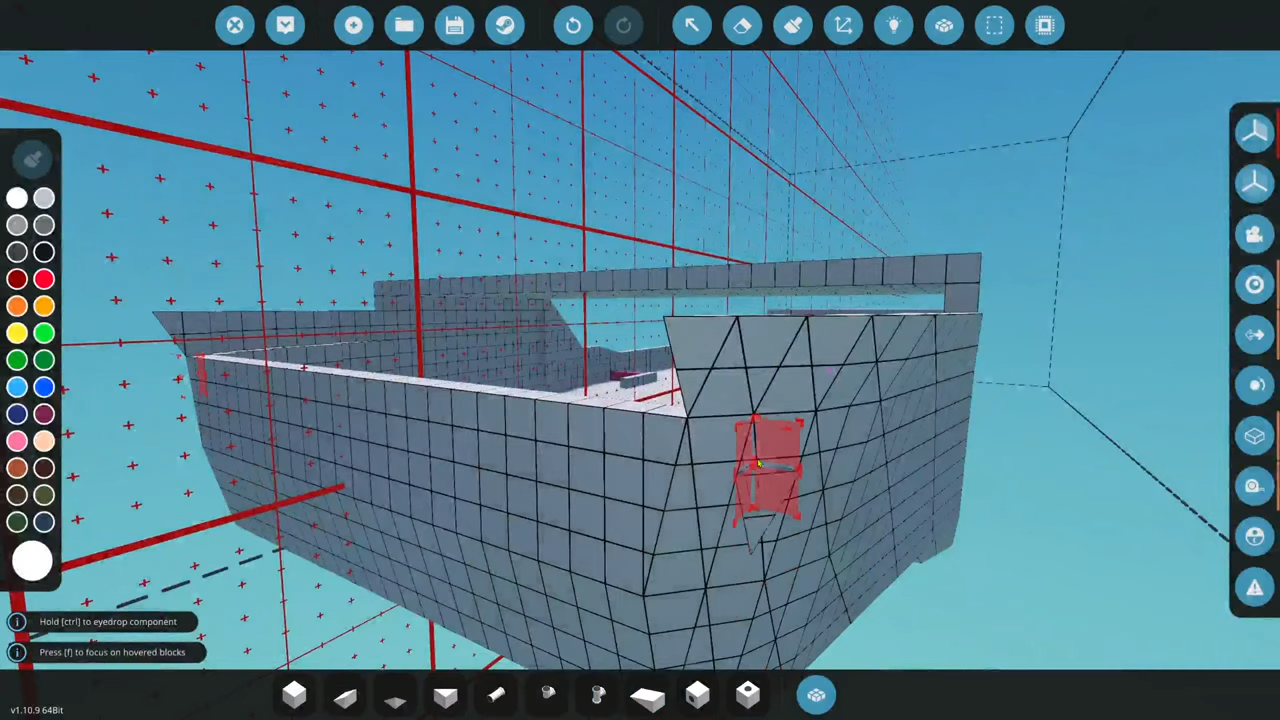 Hold [ctrl] to eyedrop component
Press [f] to focus on hovered blocks
v1.10.9 64Bit